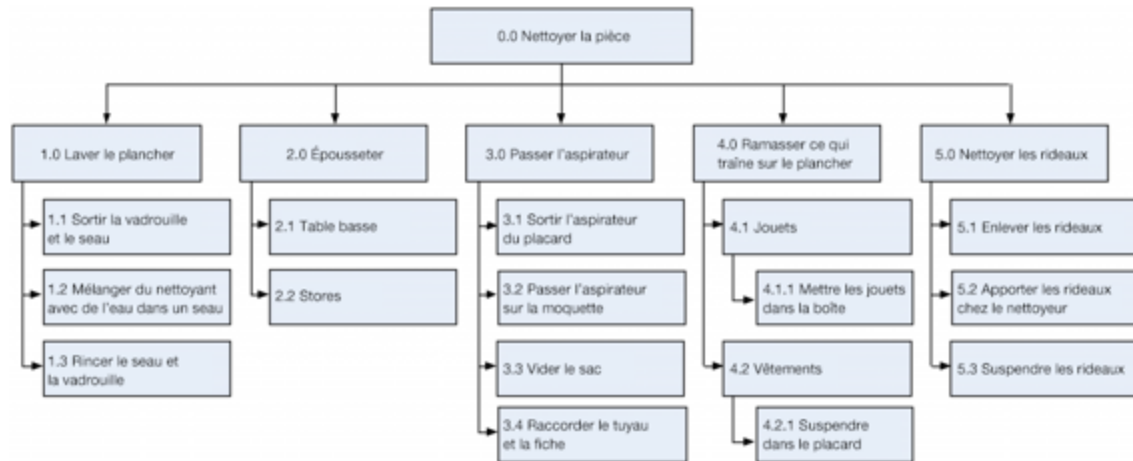 0.0 Nettoyer la pièce
1.0 Laver le plancher
1.1 Sortir la vadrouille
et le seau
1.2 Mélanger du nettoyant
avec de l'eau dans un seau
1.3 Rincer le seau et
la vadrouille
2.0 Épousseter
2.1 Table basse
2.2 Stores
3.0 Passer l'aspirateur
3.1 Sortir l'aspirateur
du placard
3.2 Passer l'aspirateur
sur la moquette
3.3 Vider le sac
3.4 Raccorder le tuyau
et la fiche
4.0 Ramasser ce qui
traîne sur le plancher
4.1 Jouets
4.1.1 Mettre les jouets
dans la boîte
4.2 Vêtements
4.2.1 Suspendre
dans le placard
5.0 Nettoyer les rideaux
5.1 Enlever les rideaux
5.2 Apporter les rideaux
chez le nettoyeur
5.3 Suspendre les rideaux